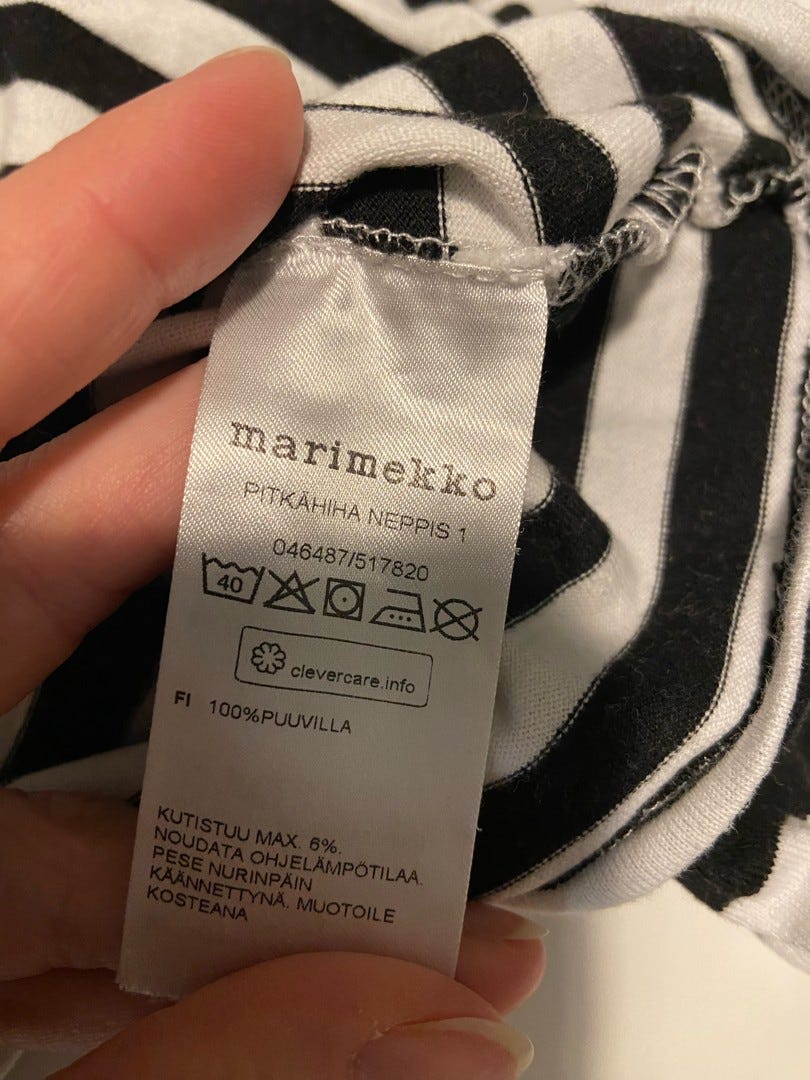 marimekko
PITKÄHIHA NEPPIS 1
046487/517820
40
clevercare.info
FI 100%PUUVILLA
KUTISTUU MAX. 6%.
NOUDATA OHJELÄMPÖTILAA.
PESE NURINPÄIN
KÄÄNNETTYNÄ. MUOTOILE
KOSTEANA